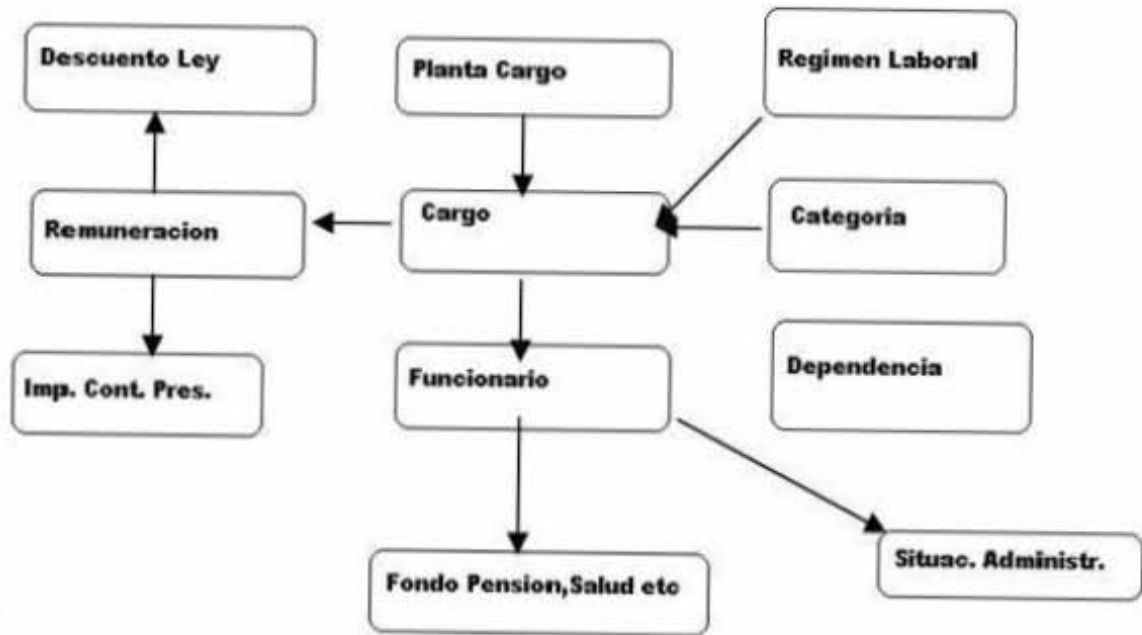 Descuento Ley
Planta Cargo
Regimen Laboral
Remuneracion
Cargo
Categoria
Imp. Cont. Pres.
Funcionario
Dependencia
Fondo Pension,Salud etc
Situac. Administr.